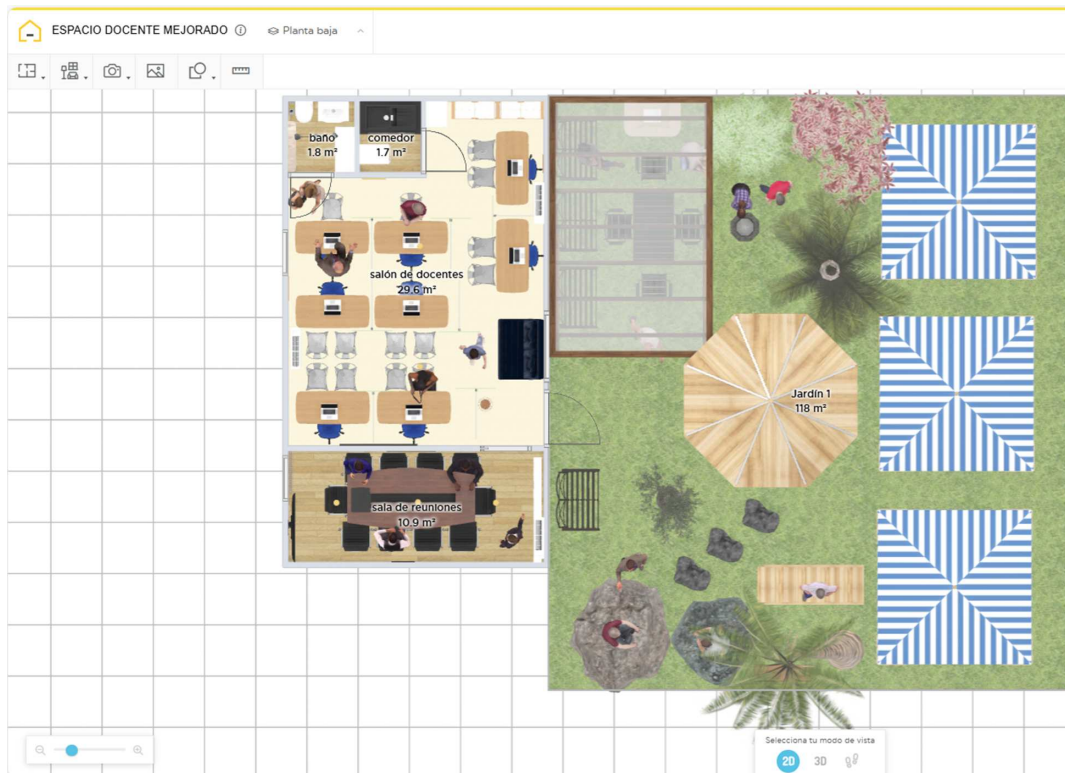 ESPACIO DOCENTE MEJORADO
Planta baja
baño
1.8 m²
comedor
1.7 m²
salón de docentes
29.6 m²
Jardín 1
118 m²
sala de reuniones
10.9 m²
Selecciona tu modo de vista
2D 3D